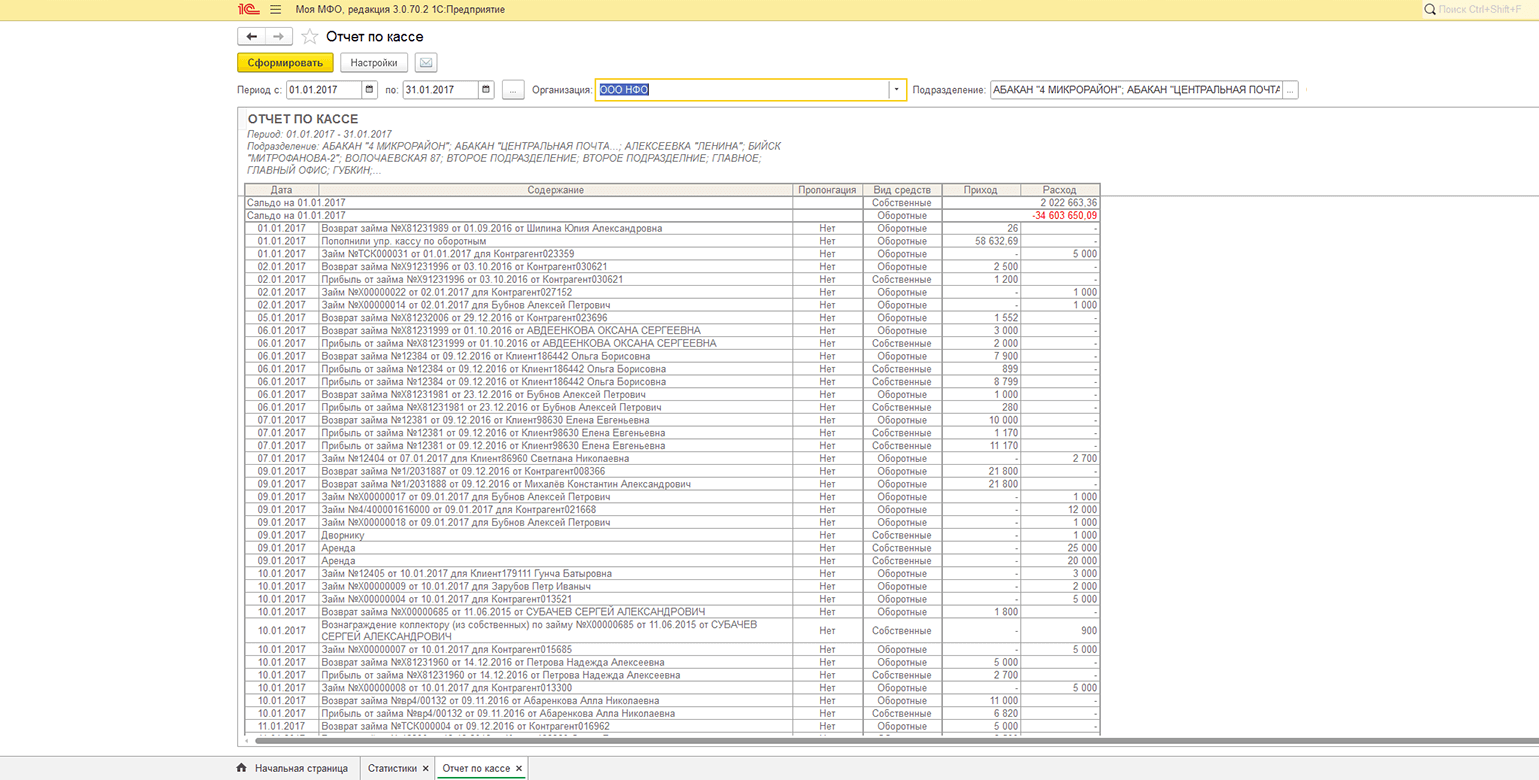 1С Моя МФО, редакция 3.0.70.2 1С:Предприятие Поиск Ctrl+Shift+F
Отчет по кассе
Сформировать Настройки
Период с: 01.01.2017 по: 31.01.2017 ... Организация: ООО НФО Подразделение: АБАКАН "4 МИКРОРАЙОН"; АБАКАН "ЦЕНТРАЛЬНАЯ ПОЧТА ...
ОТЧЕТ ПО КАССЕ
Период: 01.01.2017 - 31.01.2017
Подразделение: АБАКАН "4 МИКРОРАЙОН"; АБАКАН "ЦЕНТРАЛЬНАЯ ПОЧТА...; АЛЕКСЕЕВКА "ЛЕНИНА"; БИЙСК
"МИТРОФАНОВА-2"; ВОЛОЧАЕВСКАЯ 87; ВТОРОЕ ПОДРАЗДЕЛЕНИЕ; ВТОРОЕ ПОДРАЗДЕЛНИЕ; ГЛАВНОЕ;
ГЛАВНЫЙ ОФИС; ГУБКИН;...
Дата Содержание Пролонгация Вид средств Приход Расход
Сальдо на 01.01.2017 Собственные 2 022 663,36
Сальдо на 01.01.2017 Оборотные -34 603 650,09
01.01.2017 Возврат займа №Х81231989 от 01.09.2016 от Шипина Юлия Александровна Нет Оборотные 26 -
01.01.2017 Пополнили упр. кассу по оборотным Нет Оборотные 58 632,69 -
01.01.2017 Займ №ТСК000031 от 01.01.2017 для Контрагент023359 Нет Оборотные - 5 000
02.01.2017 Возврат займа №Х91231996 от 03.10.2016 от Контрагент030621 Нет Оборотные 2 500 -
02.01.2017 Прибыль от займа №Х91231996 от 03.10.2016 от Контрагент030621 Нет Собственные 1 200 -
02.01.2017 Займ №Х00000022 от 02.01.2017 для Контрагент027152 Нет Оборотные - 1 000
02.01.2017 Займ №Х00000014 от 02.01.2017 для Бубнов Алексей Петрович Нет Оборотные - 1 000
05.01.2017 Возврат займа №Х81232006 от 29.12.2016 от Контрагент023696 Нет Оборотные 1 552 -
06.01.2017 Возврат займа №Х81231999 от 01.10.2016 от АВДЕЕНКОВА ОКСАНА СЕРГЕЕВНА Нет Оборотные 3 000 -
06.01.2017 Прибыль от займа №Х81231999 от 01.10.2016 от АВДЕЕНКОВА ОКСАНА СЕРГЕЕВНА Нет Собственные 2 000 -
06.01.2017 Возврат займа №12384 от 09.12.2016 от Клиент186442 Ольга Борисовна Нет Оборотные 7 900 -
06.01.2017 Прибыль от займа №12384 от 09.12.2016 от Клиент186442 Ольга Борисовна Нет Собственные 899 -
06.01.2017 Прибыль от займа №12384 от 09.12.2016 от Клиент186442 Ольга Борисовна Нет Собственные 8 799 -
06.01.2017 Возврат займа №Х81231981 от 23.12.2016 от Бубнов Алексей Петрович Нет Оборотные 1 000 -
06.01.2017 Прибыль от займа №Х81231981 от 23.12.2016 от Бубнов Алексей Петрович Нет Собственные 280 -
07.01.2017 Возврат займа №12381 от 09.12.2016 от Клиент98630 Елена Евгеньевна Нет Оборотные 10 000 -
07.01.2017 Прибыль от займа №12381 от 09.12.2016 от Клиент98630 Елена Евгеньевна Нет Собственные 1 170 -
07.01.2017 Прибыль от займа №12381 от 09.12.2016 от Клиент98630 Елена Евгеньевна Нет Собственные 11 170 -
07.01.2017 Займ №12404 от 07.01.2017 для Клиент86960 Светлана Николаевна Нет Оборотные - 2 700
09.01.2017 Возврат займа №1/2031887 от 09.12.2016 от Контрагент008366 Нет Оборотные 21 800 -
09.01.2017 Возврат займа №1/2031888 от 09.12.2016 от Михалёв Константин Александрович Нет Оборотные 21 800 -
09.01.2017 Займ №Х00000017 от 09.01.2017 для Бубнов Алексей Петрович Нет Оборотные - 1 000
09.01.2017 Займ №4/400001616000 от 09.01.2017 для Контрагент021668 Нет Оборотные - 12 000
09.01.2017 Займ №Х00000018 от 09.01.2017 для Бубнов Алексей Петрович Нет Оборотные - 1 000
09.01.2017 Дворнику Нет Собственные - 1 000
09.01.2017 Аренда Нет Собственные - 25 000
09.01.2017 Аренда Нет Собственные - 20 000
10.01.2017 Займ №12405 от 10.01.2017 для Клиент179111 Гунча Батыровна Нет Оборотные - 3 000
10.01.2017 Займ №Х00000009 от 10.01.2017 для Зарубов Петр Иваныч Нет Оборотные - 2 000
10.01.2017 Займ №Х00000004 от 10.01.2017 для Контрагент013521 Нет Оборотные - 5 000
10.01.2017 Возврат займа №Х00000685 от 11.06.2015 от СУБАЧЕВ СЕРГЕЙ АЛЕКСАНДРОВИЧ Нет Оборотные 1 800 -
10.01.2017 Вознаграждение коллектору (из собственных) по займу №Х00000685 от 11.06.2015 от СУБАЧЕВ
СЕРГЕЙ АЛЕКСАНДРОВИЧ Нет Собственные - 900
10.01.2017 Займ №Х00000007 от 10.01.2017 для Контрагент015685 Нет Оборотные - 5 000
10.01.2017 Возврат займа №Х81231960 от 14.12.2016 от Петрова Надежда Алексеевна Нет Оборотные 5 000 -
10.01.2017 Прибыль от займа №Х81231960 от 14.12.2016 от Петрова Надежда Алексеевна Нет Собственные 2 700 -
10.01.2017 Займ №Х00000008 от 10.01.2017 для Контрагент013300 Нет Оборотные - 5 000
10.01.2017 Возврат займа №вр4/00132 от 09.11.2016 от Абаренкова Алла Николаевна Нет Оборотные 11 000 -
10.01.2017 Прибыль от займа №вр4/00132 от 09.11.2016 от Абаренкова Алла Николаевна Нет Собственные 6 820 -
11.01.2017 Возврат займа №ТСК000004 от 09.12.2016 от Контрагент016962 Нет Оборотные 5 000 -
Начальная страница Статистики Отчет по кассе